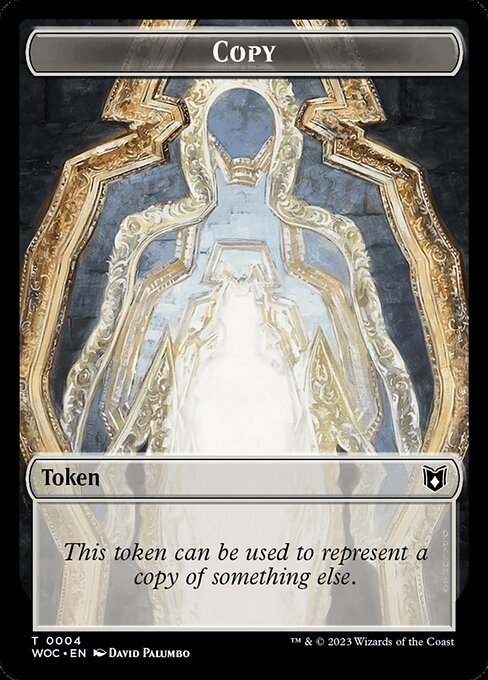 Copy
Token
This token can be used to represent a
copy of something else.
T 0004
WOC • EN David Palumbo
™ & © 2023 Wizards of the Coast